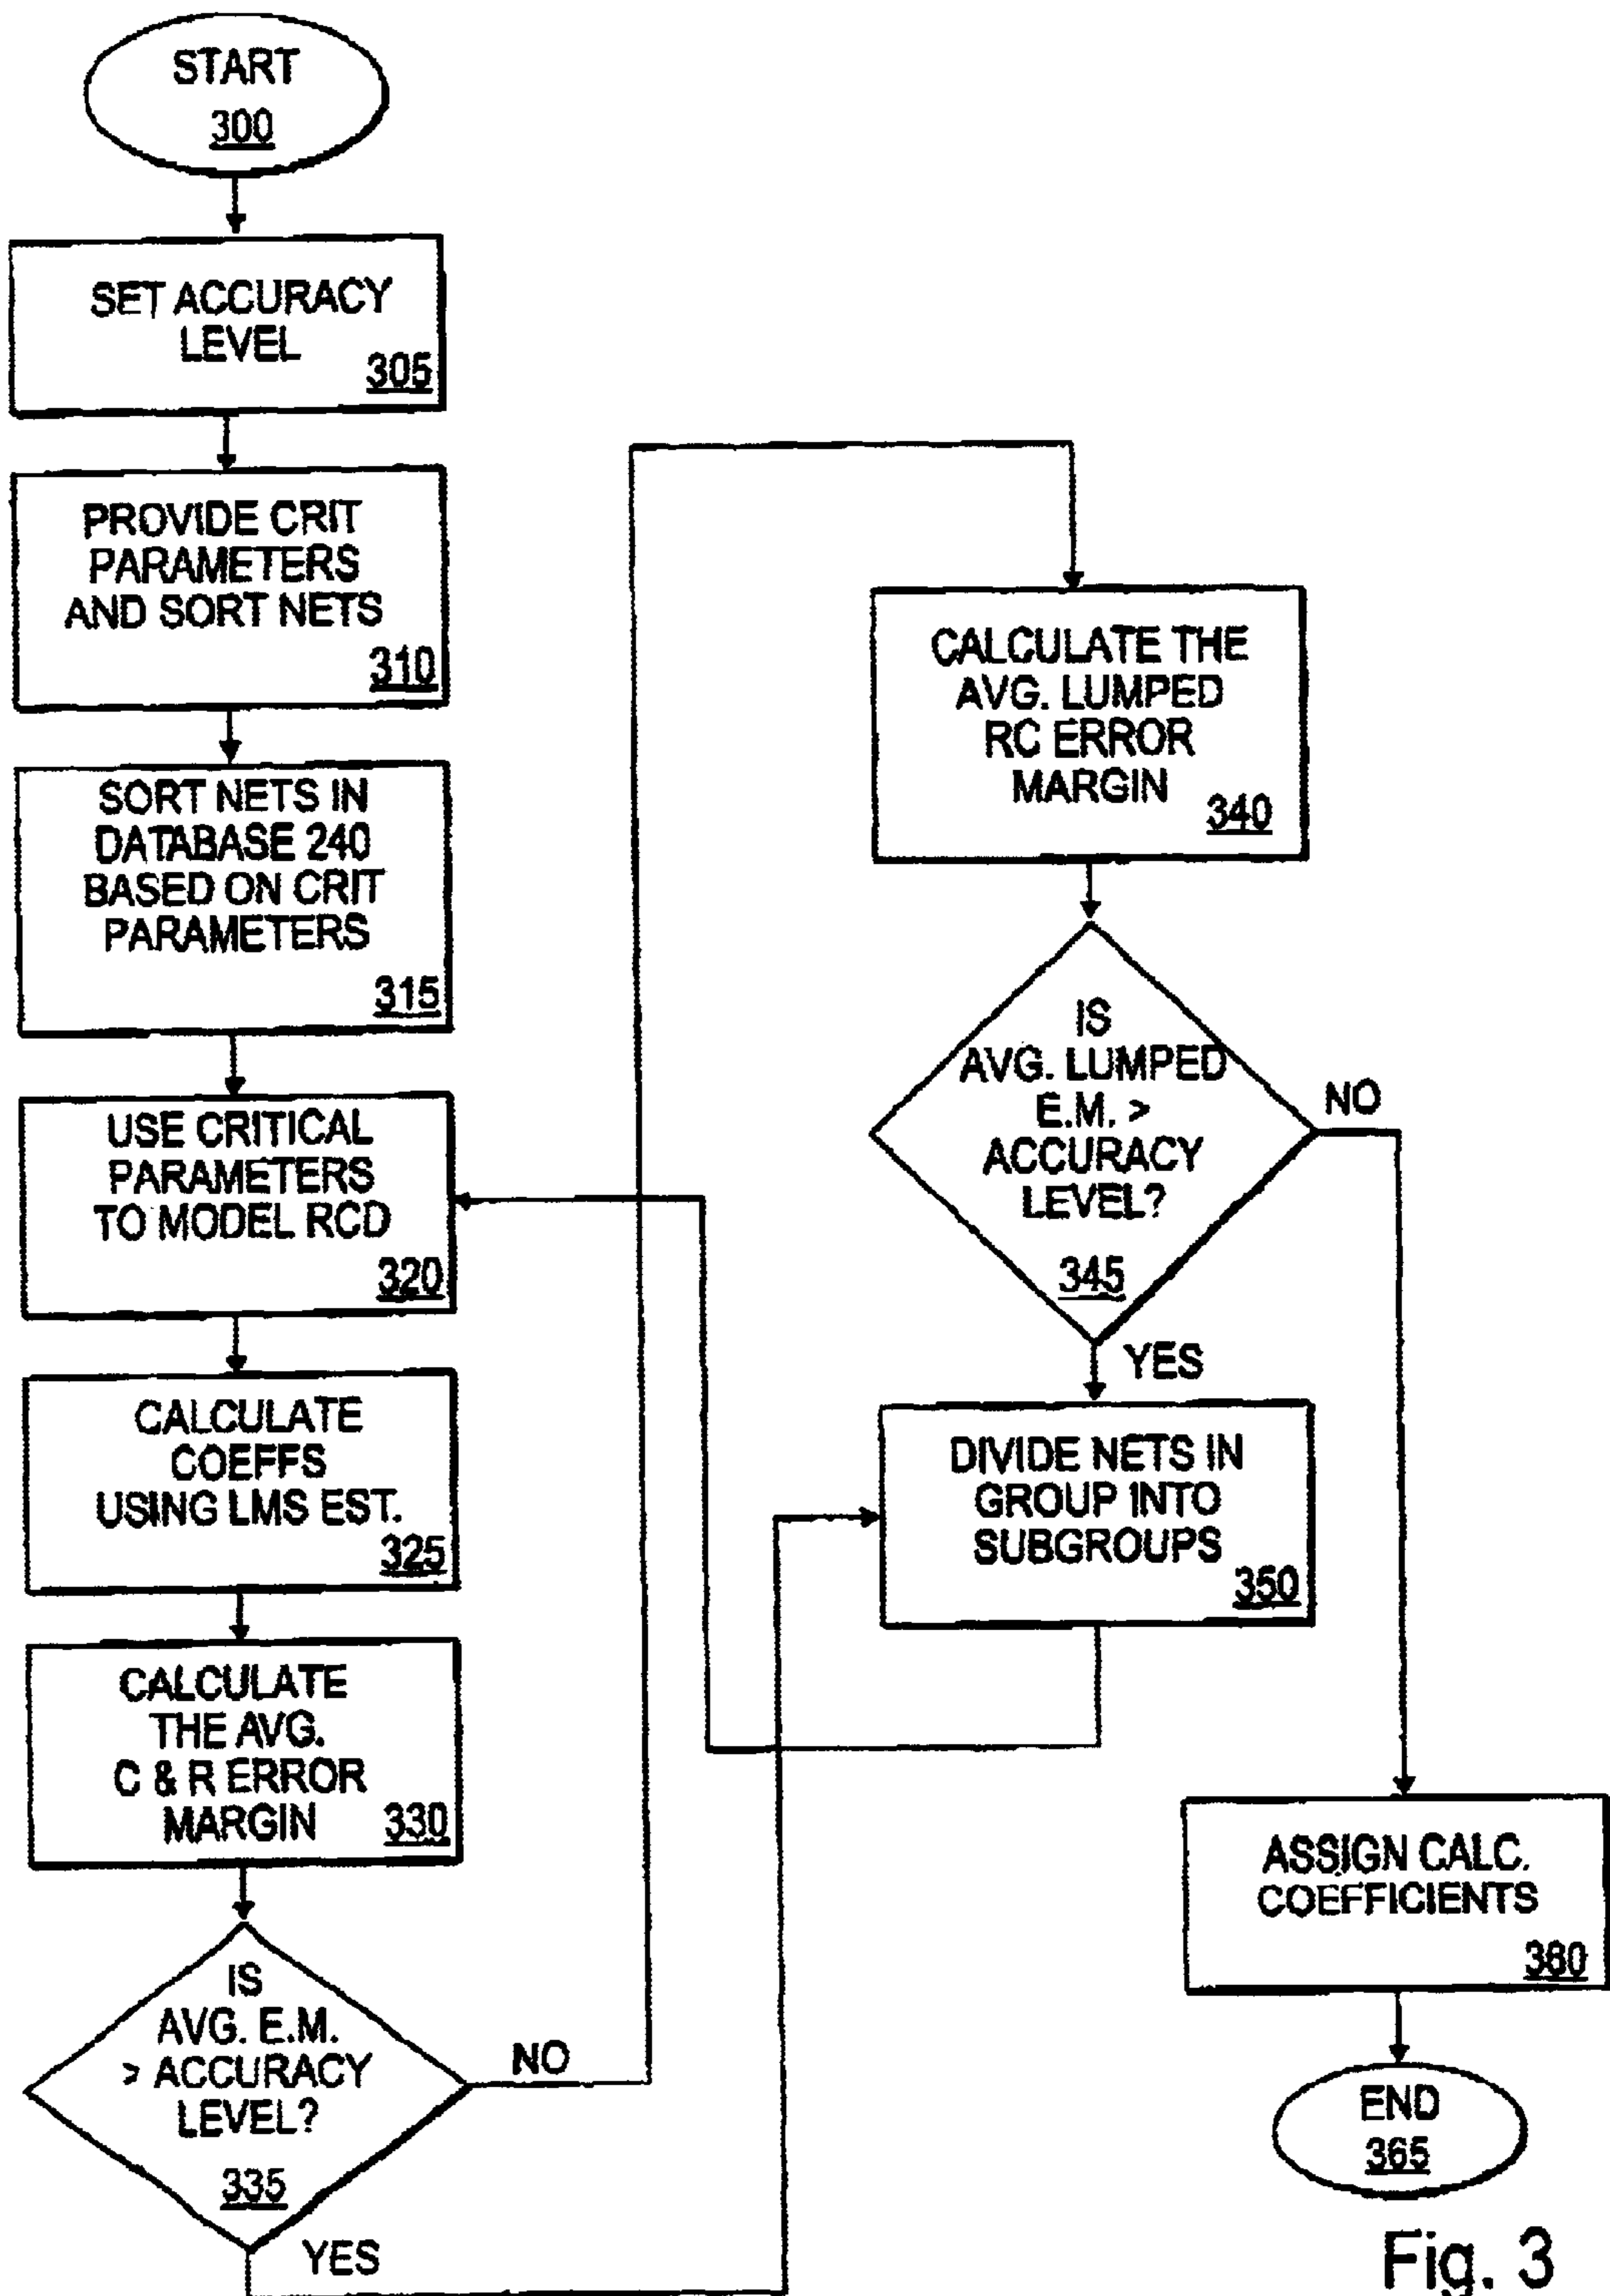 START
300
SET ACCURACY
LEVEL
305
PROVIDE CRIT
PARAMETERS
AND SORT NETS
310
SORT NETS IN
DATABASE 240
BASED ON CRIT
PARAMETERS
315
USE CRITICAL
PARAMETERS
TO MODEL RCD
320
CALCULATE
COEFFS
USING LMS EST.
325
CALCULATE
THE AVG.
C & R ERROR
MARGIN
330
IS
AVG. E.M.
> ACCURACY
LEVEL?
335
NO
YES
CALCULATE THE
AVG. LUMPED
RC ERROR
MARGIN
340
IS
AVG. LUMPED
E.M. >
ACCURACY
LEVEL?
345
NO
YES
DIVIDE NETS IN
GROUP INTO
SUBGROUPS
350
ASSIGN CALC.
COEFFICIENTS
360
END
365
Fig. 3